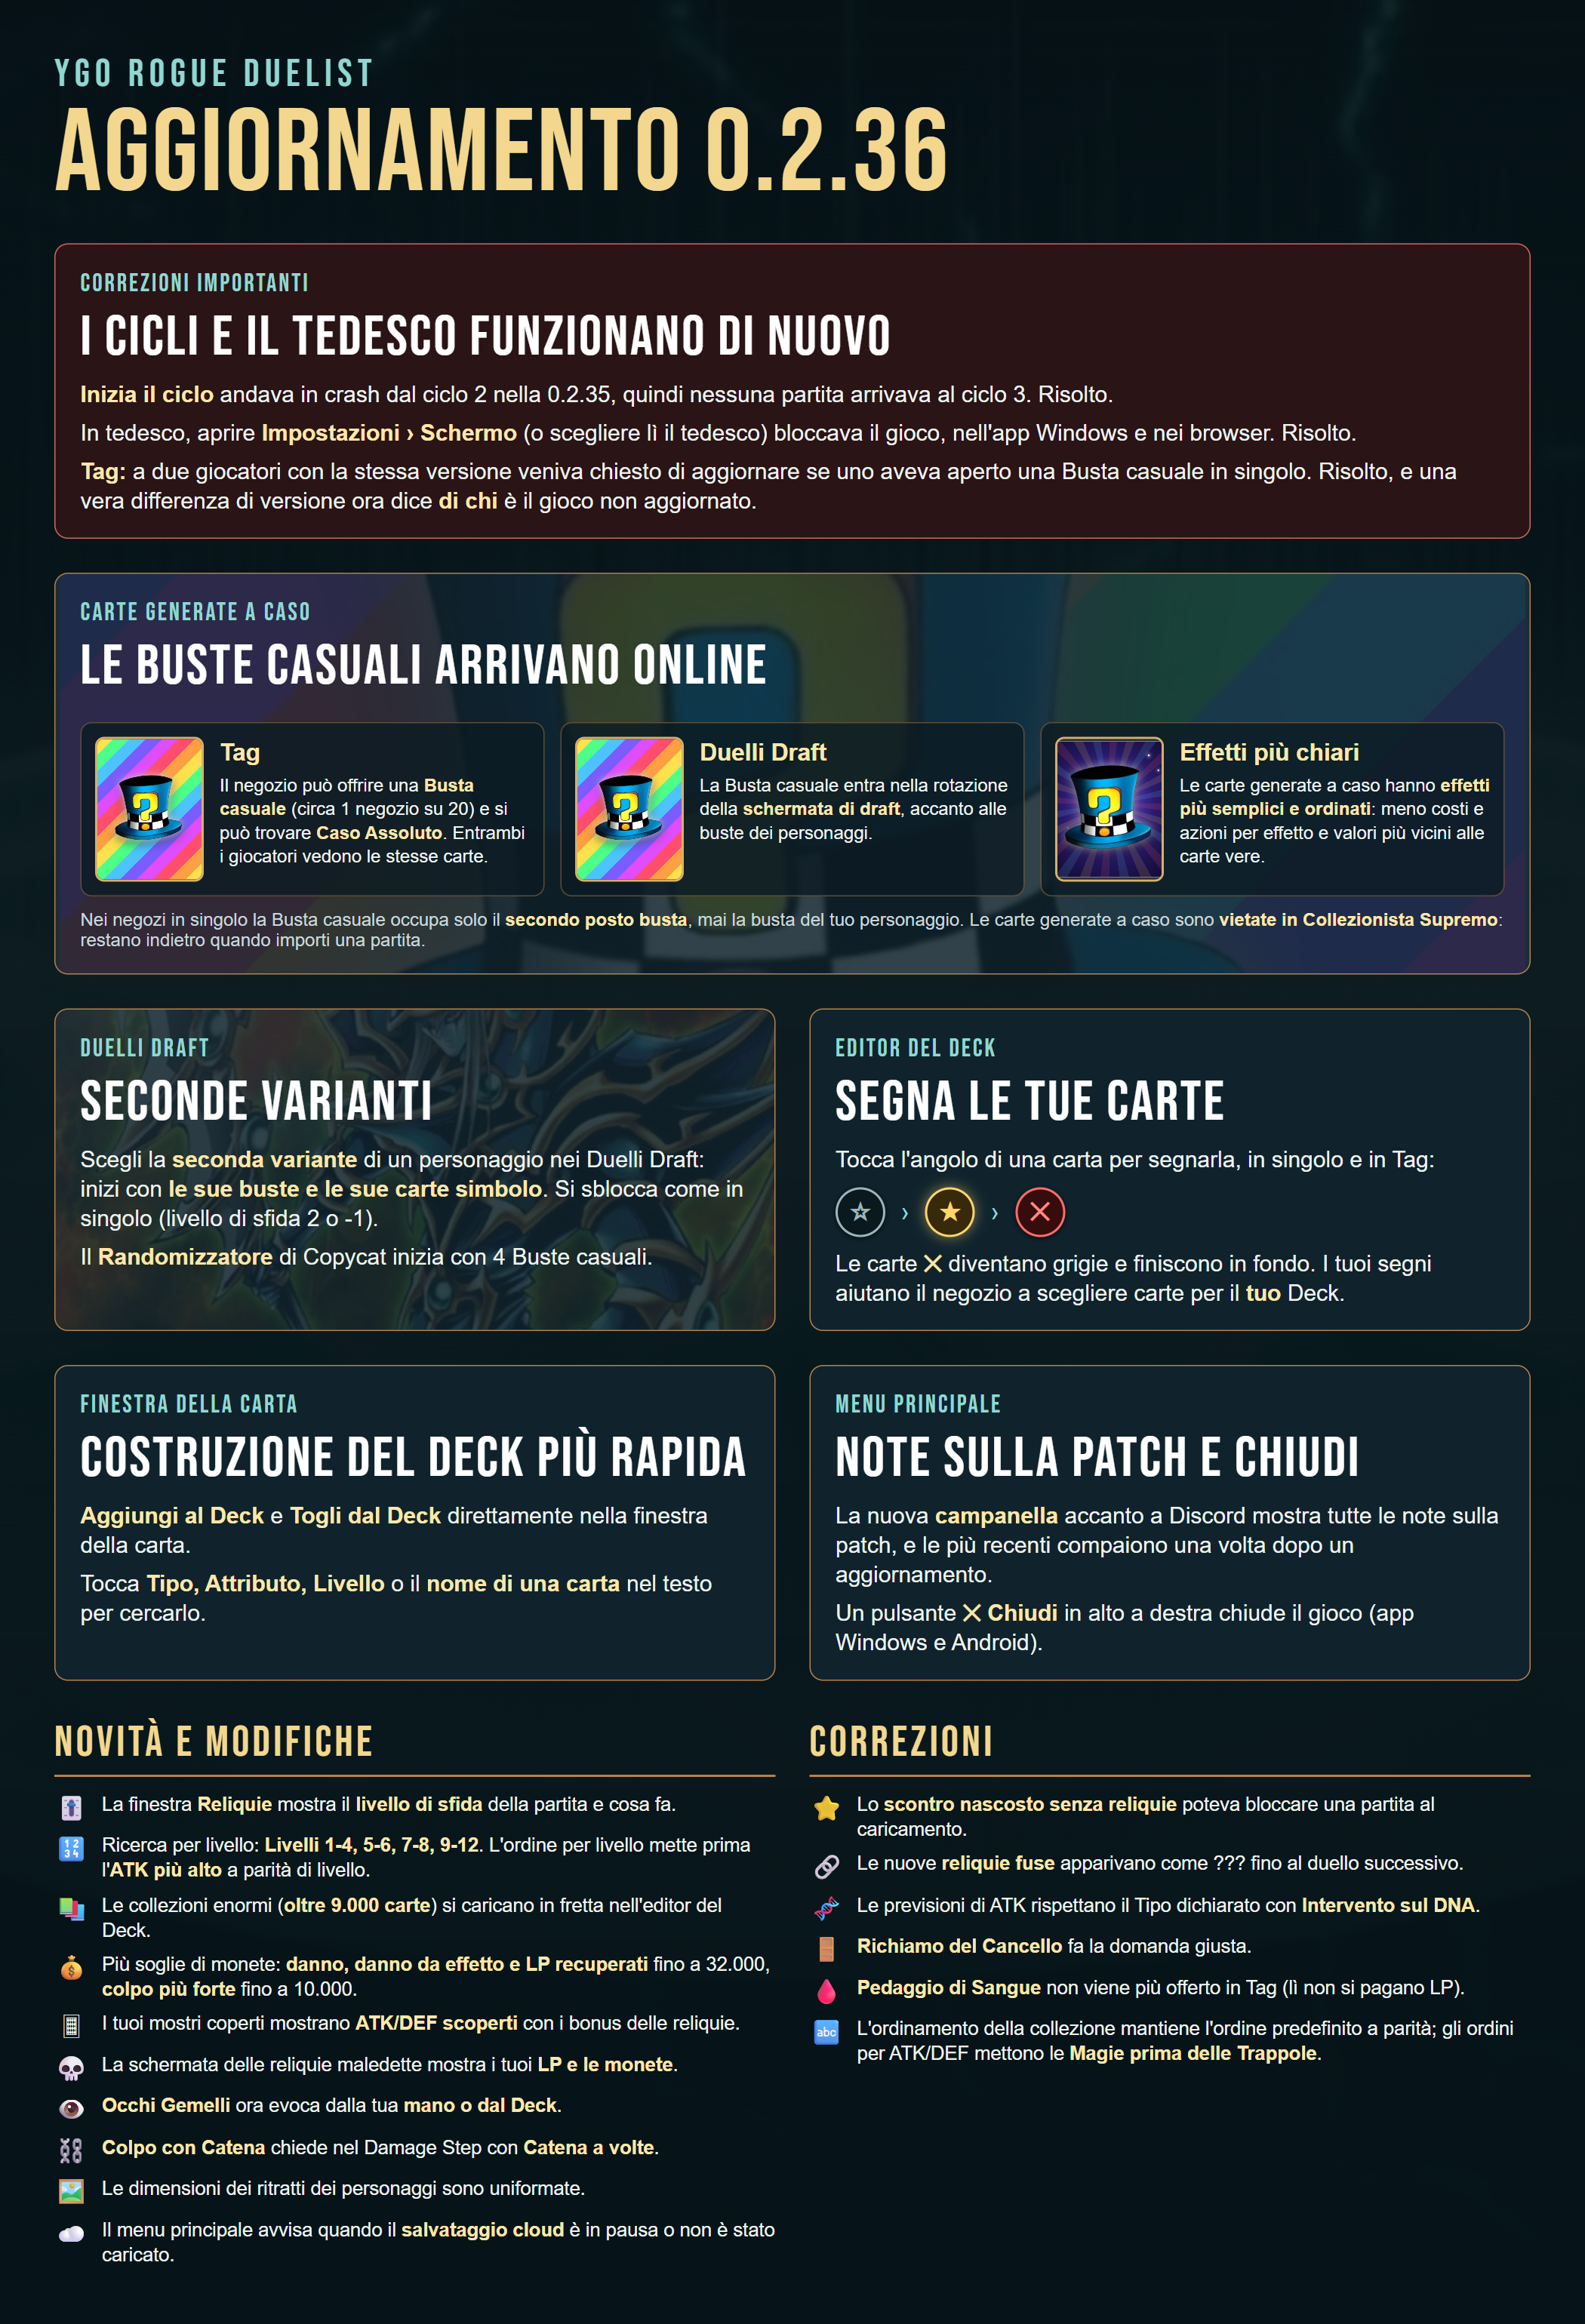 YGO ROGUE DUELIST
AGGIORNAMENTO 0.2.36
CORREZIONI IMPORTANTI
I CICLI E IL TEDESCO FUNZIONANO DI NUOVO
Inizia il ciclo andava in crash dal ciclo 2 nella 0.2.35, quindi nessuna partita arrivava al ciclo 3. Risolto.
In tedesco, aprire Impostazioni › Schermo (o scegliere lì il tedesco) bloccava il gioco, nell'app Windows e nei browser. Risolto.
Tag: a due giocatori con la stessa versione veniva chiesto di aggiornare se uno aveva aperto una Busta casuale in singolo. Risolto, e una
vera differenza di versione ora dice di chi è il gioco non aggiornato.
CARTE GENERATE A CASO
LE BUSTE CASUALI ARRIVANO ONLINE
Tag
Il negozio può offrire una Busta
casuale (circa 1 negozio su 20) e si
può trovare Caso Assoluto. Entrambi
i giocatori vedono le stesse carte.
Duelli Draft
La Busta casuale entra nella rotazione
della schermata di draft, accanto alle
buste dei personaggi.
Effetti più chiari
Le carte generate a caso hanno effetti
più semplici e ordinati: meno costi e
azioni per effetto e valori più vicini alle
carte vere.
Nei negozi in singolo la Busta casuale occupa solo il secondo posto busta, mai la busta del tuo personaggio. Le carte generate a caso sono vietate in Collezionista Supremo:
restano indietro quando importi una partita.
DUELLI DRAFT
SECONDE VARIANTI
Scegli la seconda variante di un personaggio nei Duelli Draft:
inizi con le sue buste e le sue carte simbolo. Si sblocca come in
singolo (livello di sfida 2 o -1).
Il Randomizzatore di Copycat inizia con 4 Buste casuali.
EDITOR DEL DECK
SEGNA LE TUE CARTE
Tocca l'angolo di una carta per segnarla, in singolo e in Tag:
☆ › ★ › ✕
Le carte ✕ diventano grigie e finiscono in fondo. I tuoi segni
aiutano il negozio a scegliere carte per il tuo Deck.
FINESTRA DELLA CARTA
COSTRUZIONE DEL DECK PIÙ RAPIDA
Aggiungi al Deck e Togli dal Deck direttamente nella finestra
della carta.
Tocca Tipo, Attributo, Livello o il nome di una carta nel testo
per cercarlo.
MENU PRINCIPALE
NOTE SULLA PATCH E CHIUDI
La nuova campanella accanto a Discord mostra tutte le note sulla
patch, e le più recenti compaiono una volta dopo un
aggiornamento.
Un pulsante ✕ Chiudi in alto a destra chiude il gioco (app
Windows e Android).
NOVITÀ E MODIFICHE
La finestra Reliquie mostra il livello di sfida della partita e cosa fa.
Ricerca per livello: Livelli 1-4, 5-6, 7-8, 9-12. L'ordine per livello mette prima
l'ATK più alto a parità di livello.
Le collezioni enormi (oltre 9.000 carte) si caricano in fretta nell'editor del
Deck.
Più soglie di monete: danno, danno da effetto e LP recuperati fino a 32.000,
colpo più forte fino a 10.000.
I tuoi mostri coperti mostrano ATK/DEF scoperti con i bonus delle reliquie.
La schermata delle reliquie maledette mostra i tuoi LP e le monete.
Occhi Gemelli ora evoca dalla tua mano o dal Deck.
Colpo con Catena chiede nel Damage Step con Catena a volte.
Le dimensioni dei ritratti dei personaggi sono uniformate.
Il menu principale avvisa quando il salvataggio cloud è in pausa o non è stato
caricato.
CORREZIONI
Lo scontro nascosto senza reliquie poteva bloccare una partita al
caricamento.
Le nuove reliquie fuse apparivano come ??? fino al duello successivo.
Le previsioni di ATK rispettano il Tipo dichiarato con Intervento sul DNA.
Richiamo del Cancello fa la domanda giusta.
Pedaggio di Sangue non viene più offerto in Tag (lì non si pagano LP).
L'ordinamento della collezione mantiene l'ordine predefinito a parità; gli ordini
per ATK/DEF mettono le Magie prima delle Trappole.